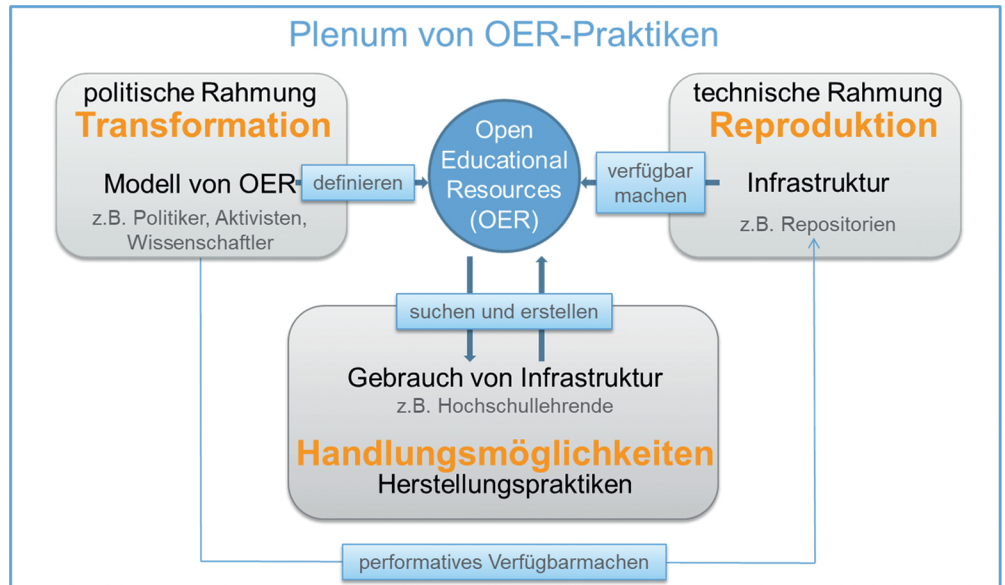 Plenum von OER-Praktiken
politische Rahmung
Transformation
Modell von OER
z.B. Politiker, Aktivisten,
Wissenschaftler
definieren
Open
Educational
Resources
(OER)
verfügbar
machen
technische Rahmung
Reproduktion
Infrastruktur
z.B. Repositorien
suchen und erstellen
Gebrauch von Infrastruktur
z.B. Hochschullehrende
Handlungsmöglichkeiten
Herstellungspraktiken
performatives Verfügbarmachen